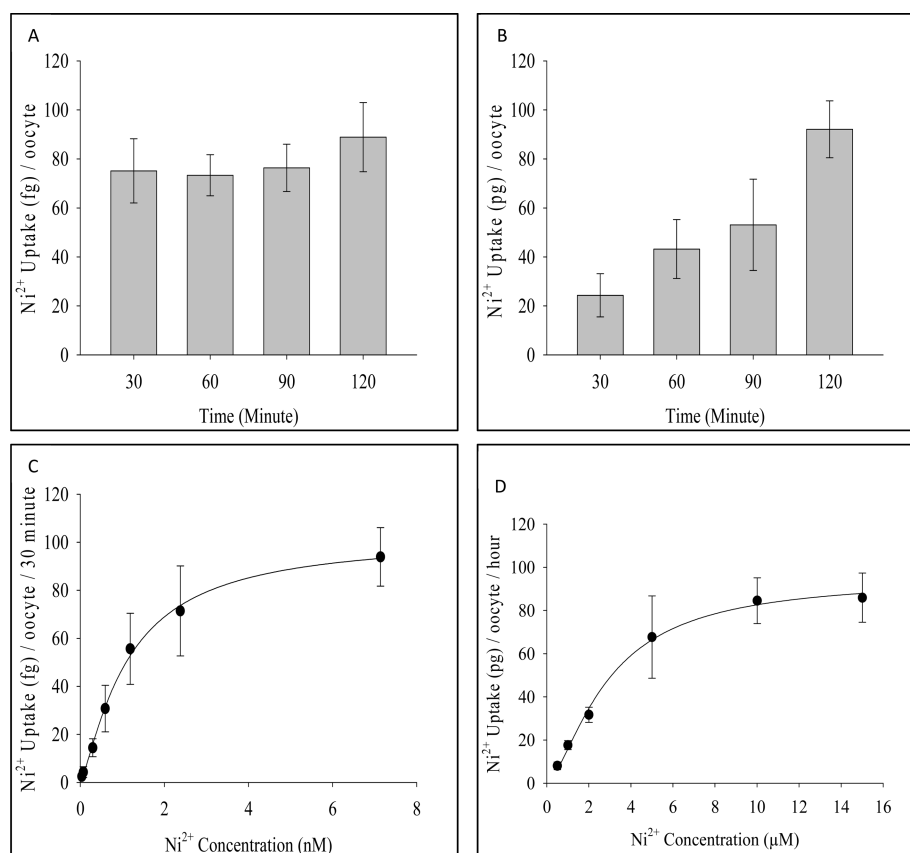 A
Ni²⁺ Uptake (fg) / oocyte
120
100
80
60
40
20
0
30 60 90 120
Time (Minute)
B
Ni²⁺ Uptake (pg) / oocyte
120
100
80
60
40
20
0
30 60 90 120
Time (Minute)
C
Ni²⁺ Uptake (fg) / oocyte / 30 minute
120
100
80
60
40
20
0
0 2 4 6 8
Ni²⁺ Concentration (nM)
D
Ni²⁺ Uptake (pg) / oocyte / hour
120
100
80
60
40
20
0
0 2 4 6 8 10 12 14 16
Ni²⁺ Concentration (µM)